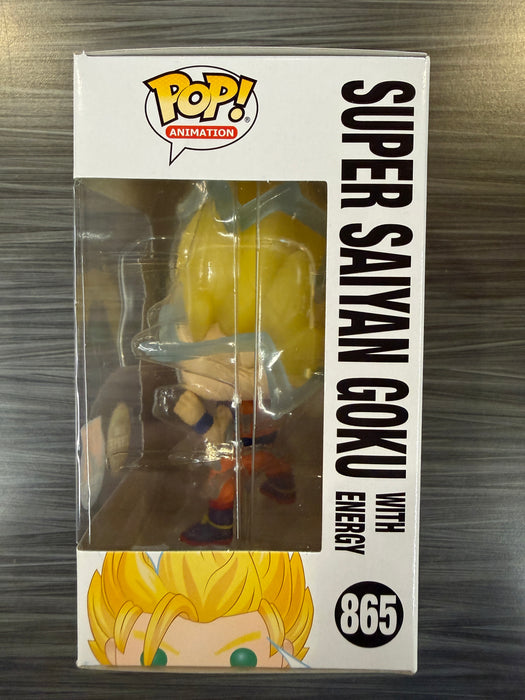 POP!
®
ANIMATION
SUPER SAIYAN GOKU
WITH
ENERGY
865